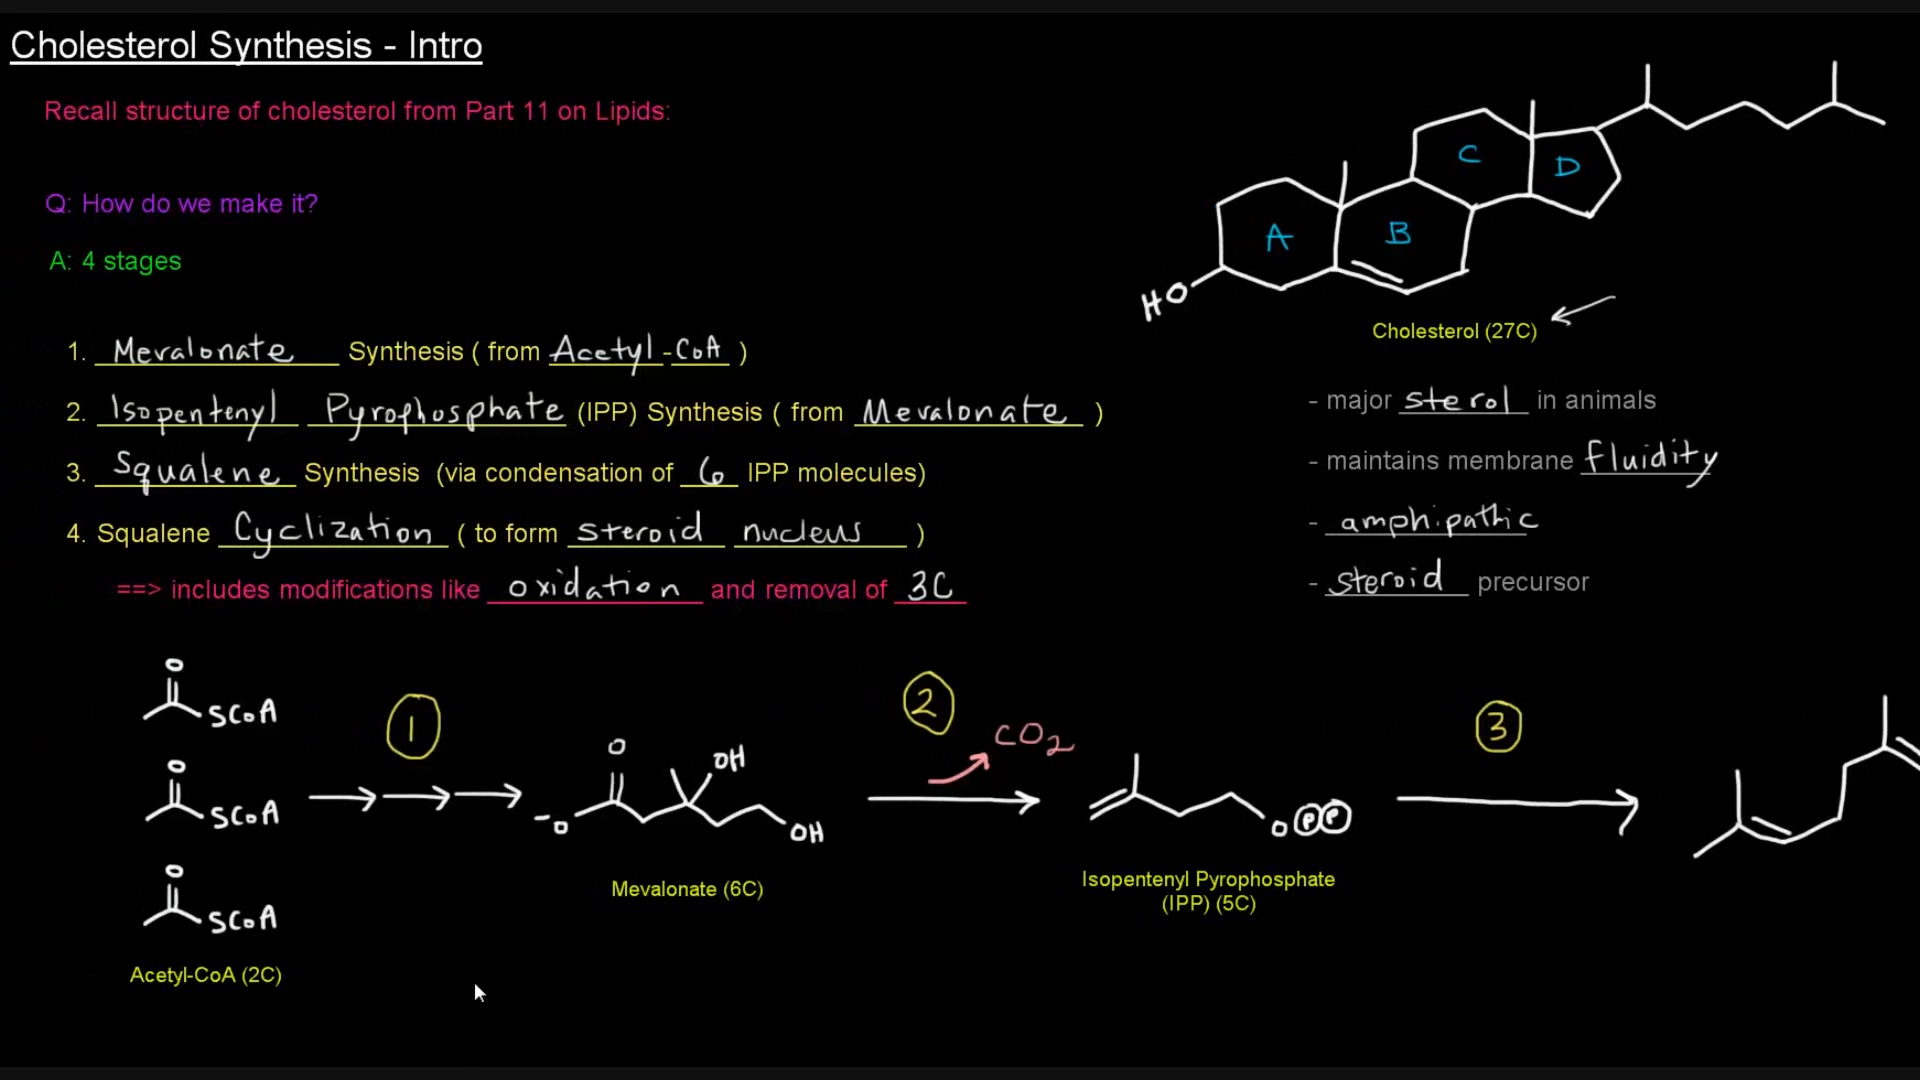 Cholesterol Synthesis - Intro
Recall structure of cholesterol from Part 11 on Lipids:
Q: How do we make it?
A: 4 stages
1. Mevalonate Synthesis ( from Acetyl-CoA )
2. Isopentenyl Pyrophosphate (IPP) Synthesis ( from Mevalonate )
3. Squalene Synthesis (via condensation of 6 IPP molecules)
4. Squalene Cyclization ( to form steroid nucleus )
==> includes modifications like oxidation and removal of 3C
A
B
C
D
HO
Cholesterol (27C)
- major sterol in animals
- maintains membrane fluidity
- amphipathic
- steroid precursor
O
SCoA
O
SCoA
O
SCoA
Acetyl-CoA (2C)
1
O
OH
-O
OH
Mevalonate (6C)
2
CO2
O P P
Isopentenyl Pyrophosphate
(IPP) (5C)
3